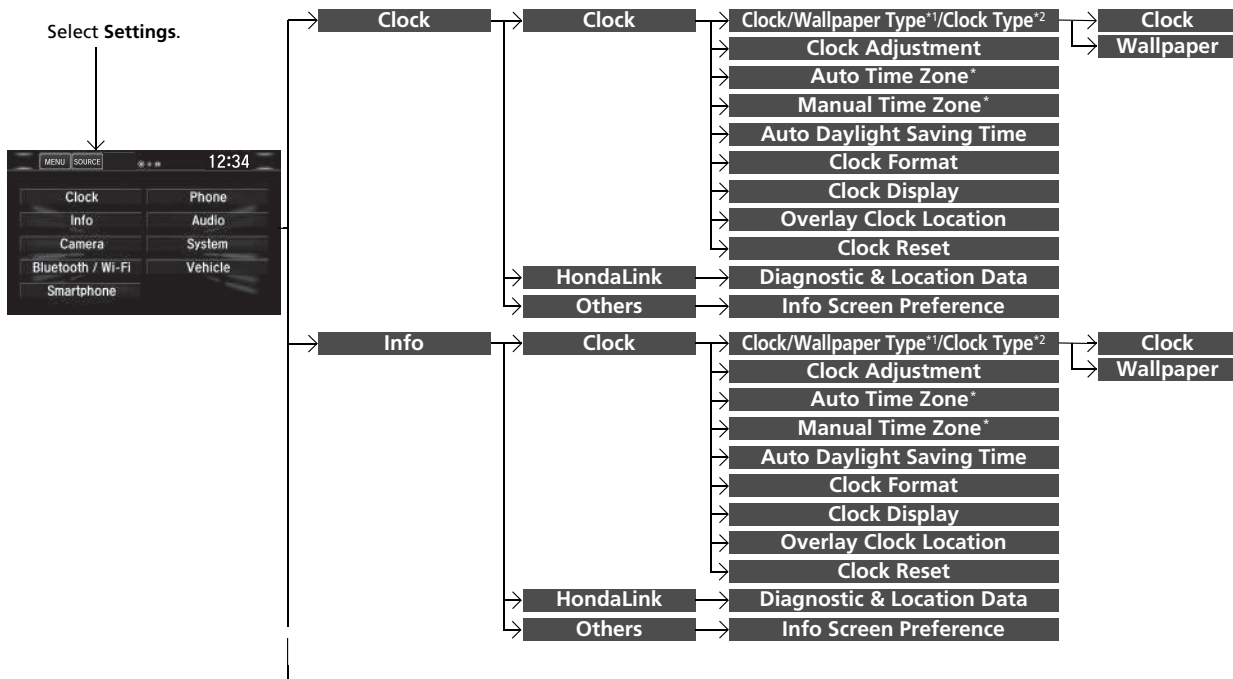 Select Settings.
MENU SOURCE 12:34
Clock Phone
Info Audio
Camera System
Bluetooth / Wi-Fi Vehicle
Smartphone
Clock
Clock
Clock/Wallpaper Type*1/Clock Type*2
Clock
Wallpaper
Clock Adjustment
Auto Time Zone*
Manual Time Zone*
Auto Daylight Saving Time
Clock Format
Clock Display
Overlay Clock Location
Clock Reset
HondaLink
Diagnostic & Location Data
Others
Info Screen Preference
Info
Clock
Clock/Wallpaper Type*1/Clock Type*2
Clock
Wallpaper
Clock Adjustment
Auto Time Zone*
Manual Time Zone*
Auto Daylight Saving Time
Clock Format
Clock Display
Overlay Clock Location
Clock Reset
HondaLink
Diagnostic & Location Data
Others
Info Screen Preference